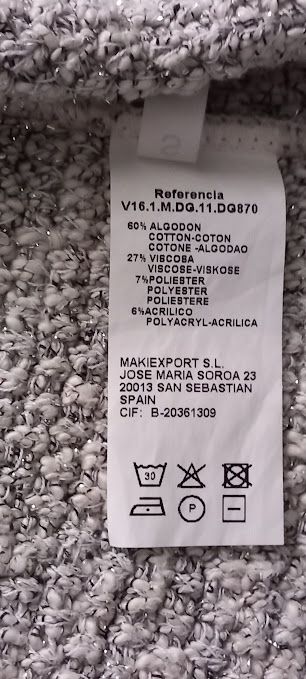 S
Referencia
V16.1.M.DG.11.DG870
60% ALGODON
COTTON-COTON
COTONE -ALGODAO
27% VISCOSA
VISCOSE-VISKOSE
7%POLIESTER
POLYESTER
POLIESTERE
6%ACRILICO
POLYACRYL-ACRILICA
MAKIEXPORT S.L.
JOSE MARIA SOROA 23
20013 SAN SEBASTIAN
SPAIN
CIF: B-20361309
30
P